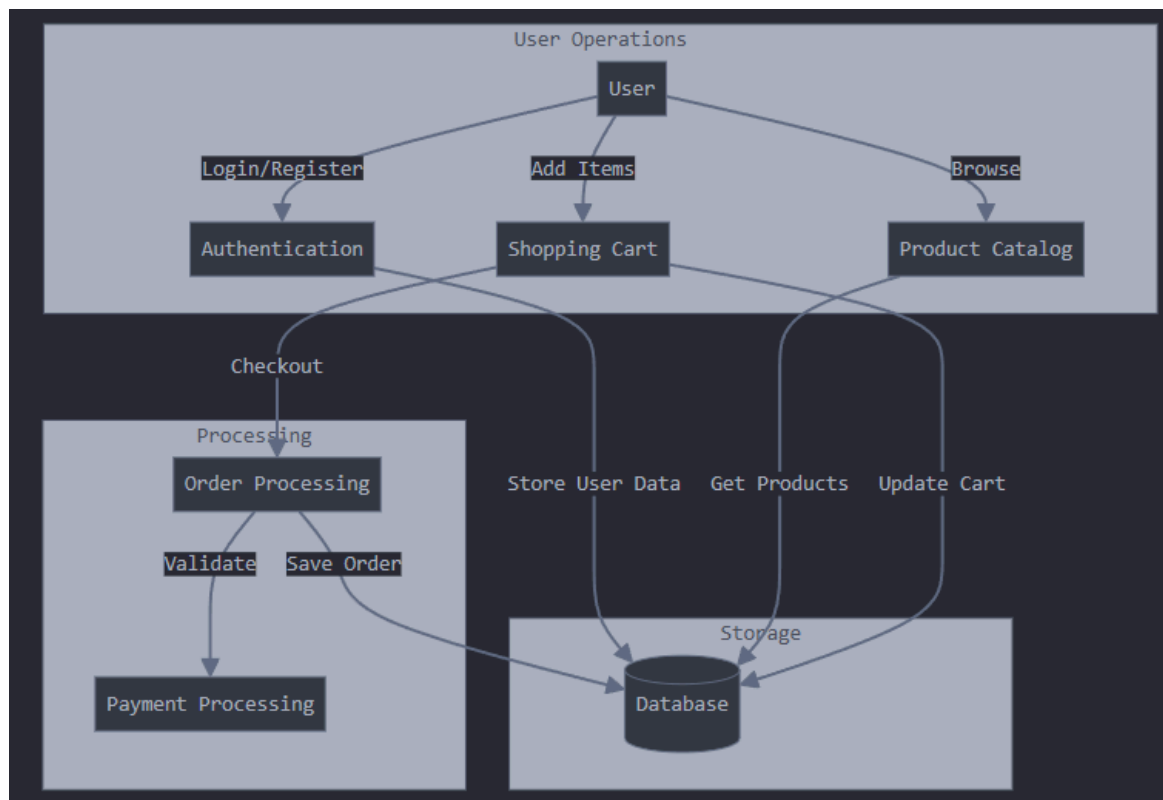 User Operations
User
Login/Register
Add Items
Browse
Authentication
Shopping Cart
Product Catalog
Checkout
Processing
Order Processing
Store User Data
Get Products
Update Cart
Validate
Save Order
Storage
Payment Processing
Database